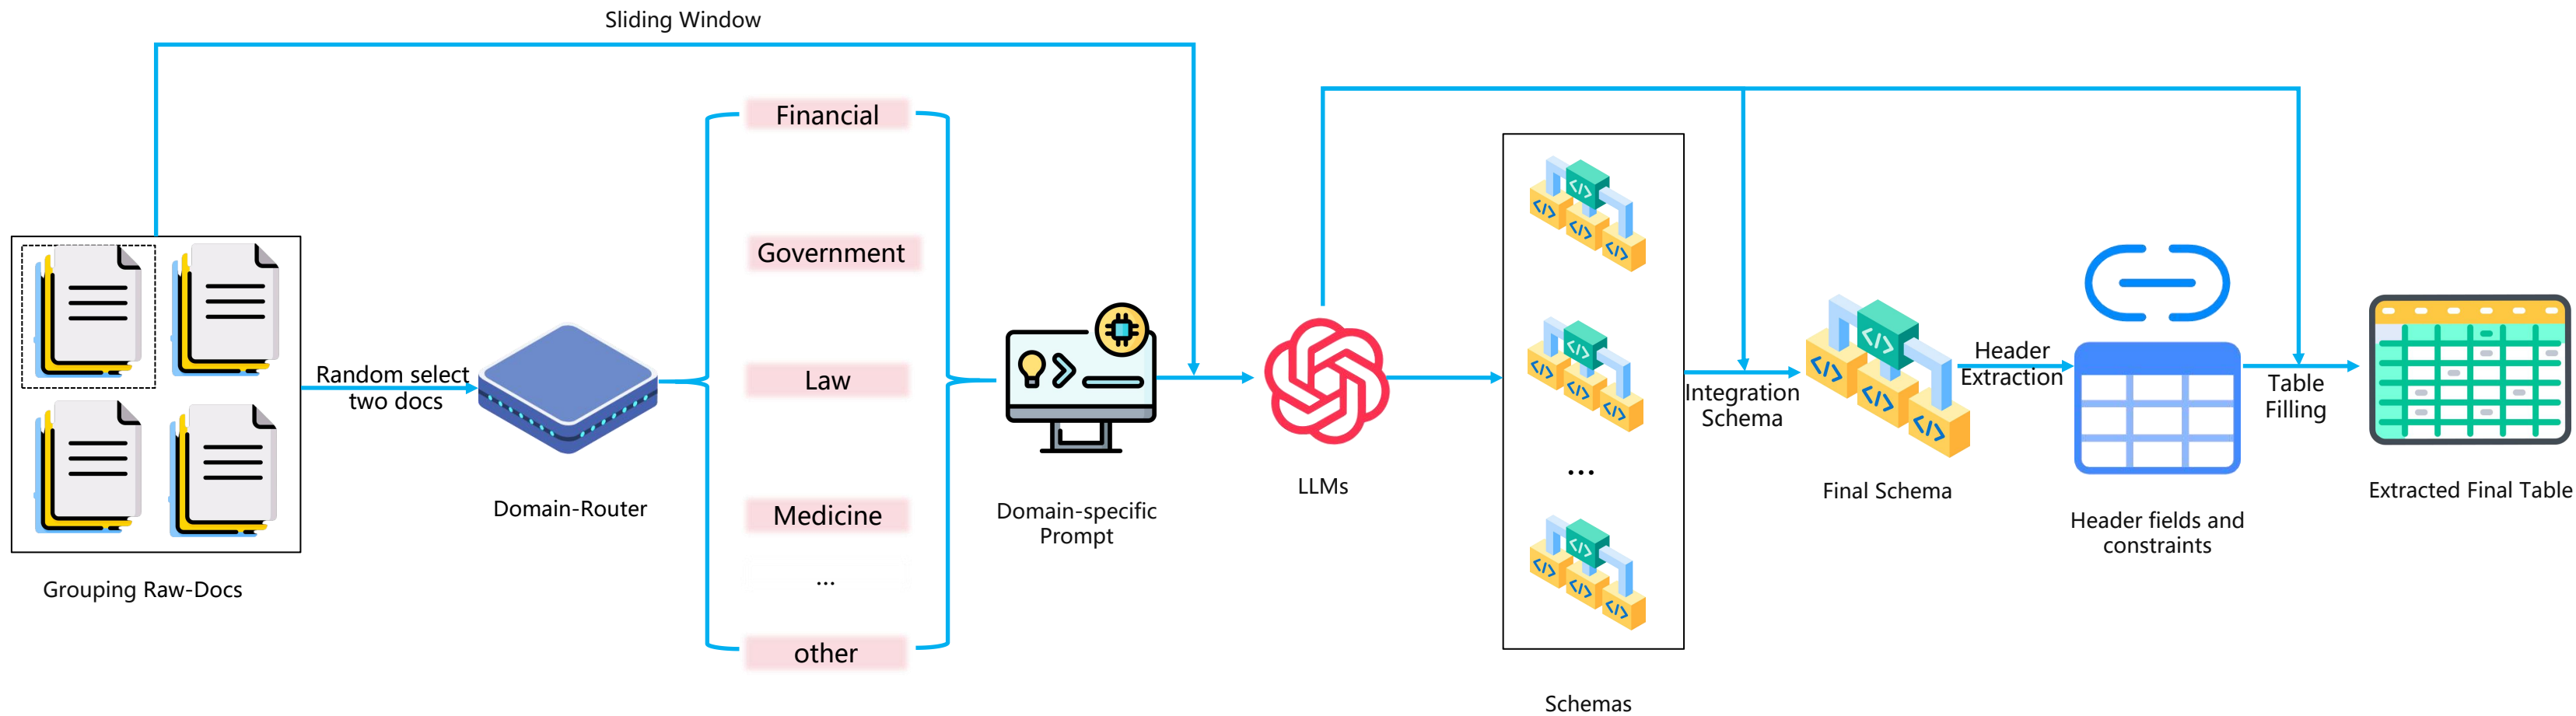 Sliding Window
Grouping Raw-Docs
Random select
two docs
Domain-Router
Financial
Government
Law
Medicine
...
other
Domain-specific
Prompt
LLMs
...
Schemas
Integration
Schema
Final Schema
Header
Extraction
Header fields and
constraints
Table
Filling
Extracted Final Table